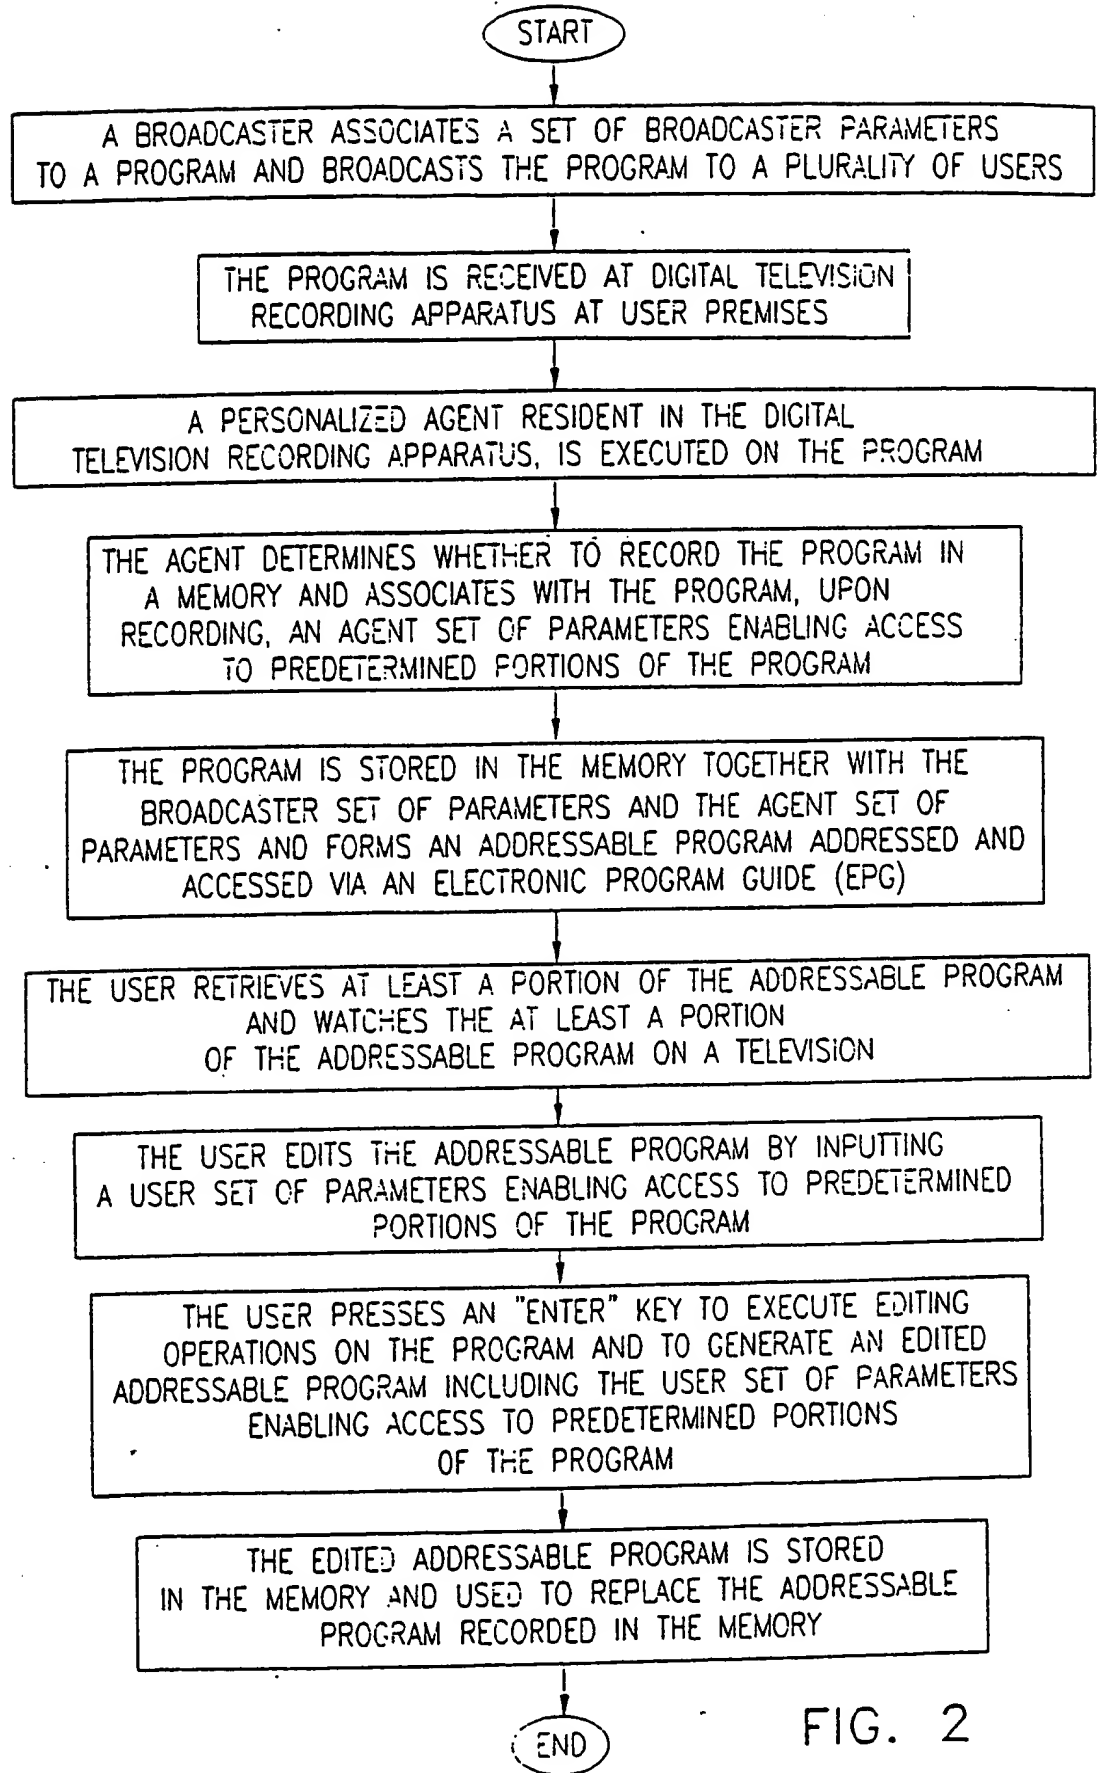 START
A BROADCASTER ASSOCIATES A SET OF BROADCASTER PARAMETERS
TO A PROGRAM AND BROADCASTS THE PROGRAM TO A PLURALITY OF USERS
THE PROGRAM IS RECEIVED AT DIGITAL TELEVISION
RECORDING APPARATUS AT USER PREMISES
A PERSONALIZED AGENT RESIDENT IN THE DIGITAL
TELEVISION RECORDING APPARATUS, IS EXECUTED ON THE PROGRAM
THE AGENT DETERMINES WHETHER TO RECORD THE PROGRAM IN
A MEMORY AND ASSOCIATES WITH THE PROGRAM, UPON
RECORDING, AN AGENT SET OF PARAMETERS ENABLING ACCESS
TO PREDETERMINED PORTIONS OF THE PROGRAM
THE PROGRAM IS STORED IN THE MEMORY TOGETHER WITH THE
BROADCASTER SET OF PARAMETERS AND THE AGENT SET OF
PARAMETERS AND FORMS AN ADDRESSABLE PROGRAM ADDRESSED AND
ACCESSED VIA AN ELECTRONIC PROGRAM GUIDE (EPG)
THE USER RETRIEVES AT LEAST A PORTION OF THE ADDRESSABLE PROGRAM
AND WATCHES THE AT LEAST A PORTION
OF THE ADDRESSABLE PROGRAM ON A TELEVISION
THE USER EDITS THE ADDRESSABLE PROGRAM BY INPUTTING
A USER SET OF PARAMETERS ENABLING ACCESS TO PREDETERMINED
PORTIONS OF THE PROGRAM
THE USER PRESSES AN "ENTER" KEY TO EXECUTE EDITING
OPERATIONS ON THE PROGRAM AND TO GENERATE AN EDITED
ADDRESSABLE PROGRAM INCLUDING THE USER SET OF PARAMETERS
ENABLING ACCESS TO PREDETERMINED PORTIONS
OF THE PROGRAM
THE EDITED ADDRESSABLE PROGRAM IS STORED
IN THE MEMORY AND USED TO REPLACE THE ADDRESSABLE
PROGRAM RECORDED IN THE MEMORY
END
FIG. 2